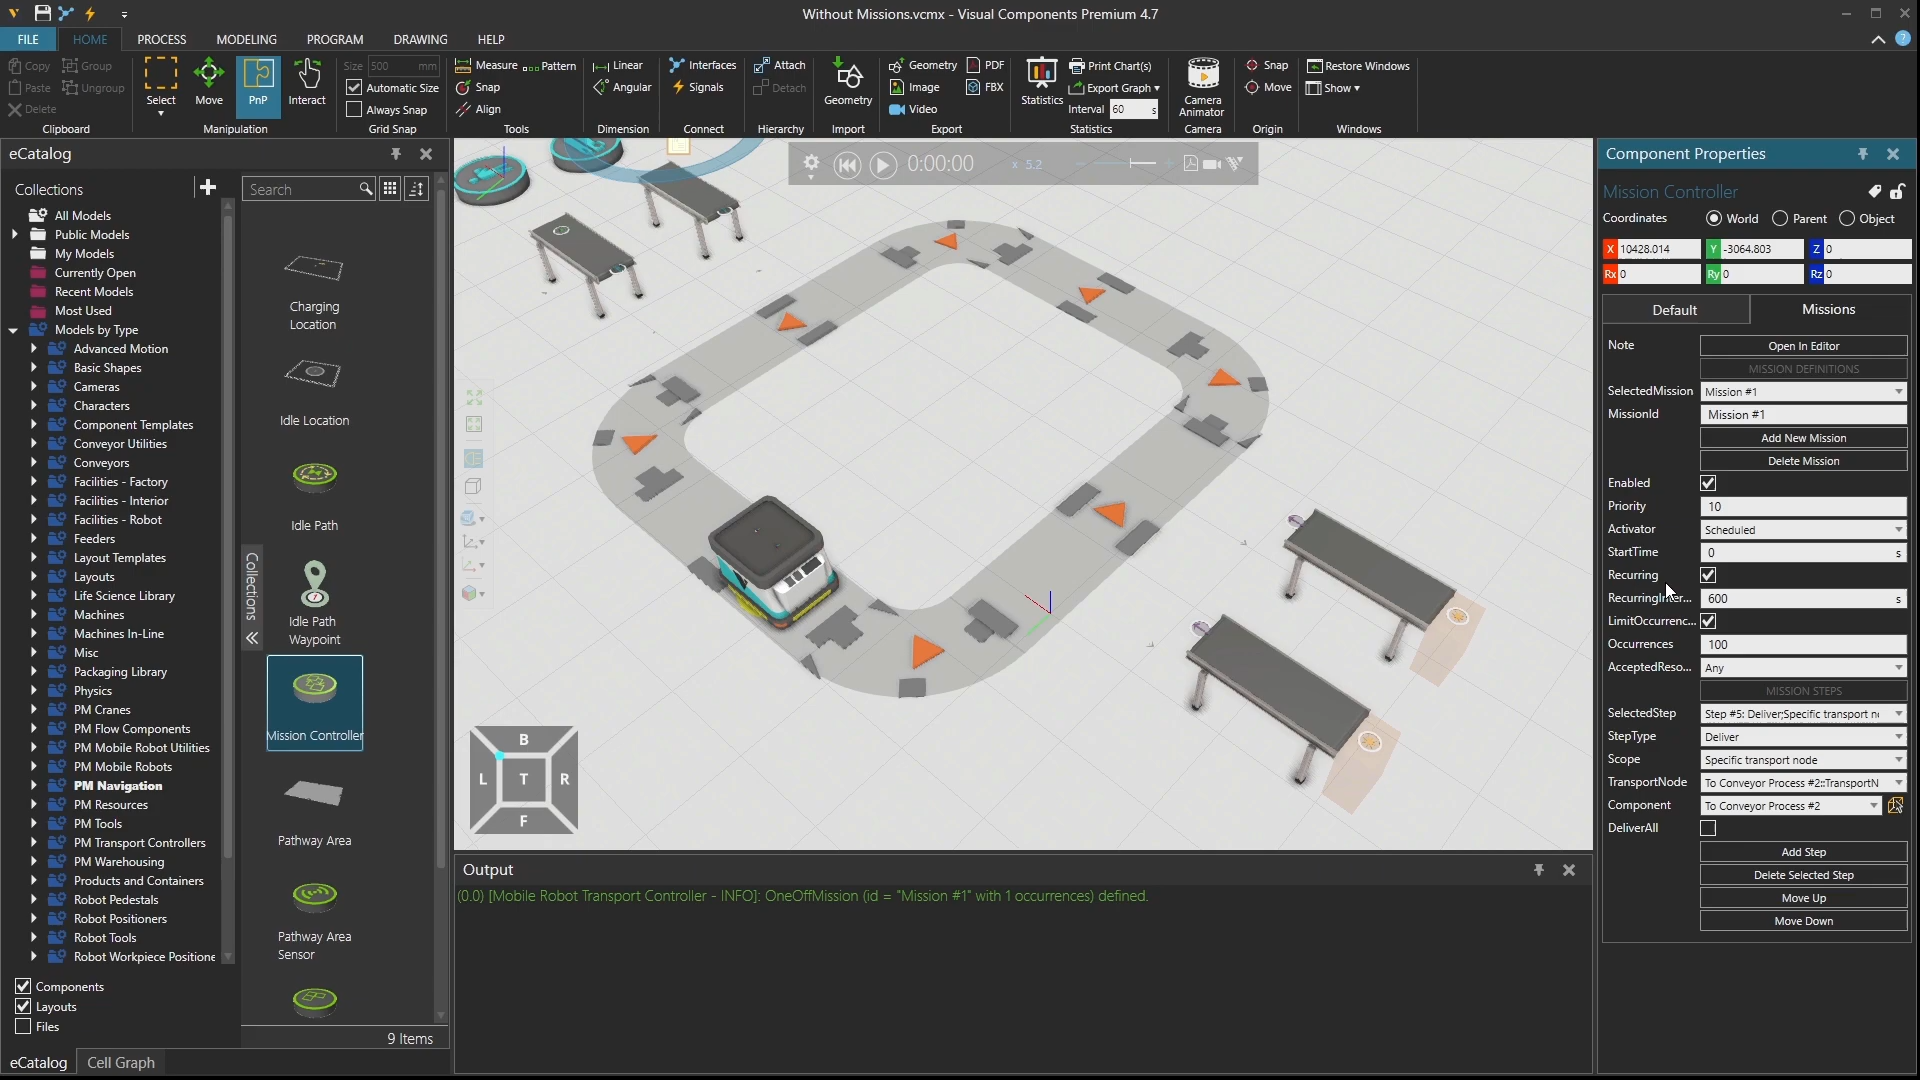 Without Missions.vcmx - Visual Components Premium 4.7
FILE
HOME
PROCESS
MODELING
PROGRAM
DRAWING
HELP
Copy
Group
Paste
Ungroup
Delete
Clipboard
Select
Move
PnP
Interact
Manipulation
Size 500 mm
Automatic Size
Always Snap
Grid Snap
Measure
Pattern
Snap
Align
Tools
Linear
Angular
Dimension
Interfaces
Signals
Connect
Attach
Detach
Hierarchy
Geometry
Import
Geometry
PDF
Image
FBX
Video
Export
Statistics
Print Chart(s)
Export Graph
Interval 60 s
Statistics
Camera
Animator
Camera
Snap
Move
Origin
Restore Windows
Show
Windows
eCatalog
Collections
Search
All Models
Public Models
My Models
Currently Open
Recent Models
Most Used
Models by Type
Advanced Motion
Basic Shapes
Cameras
Characters
Component Templates
Conveyor Utilities
Conveyors
Facilities - Factory
Facilities - Interior
Facilities - Robot
Feeders
Layout Templates
Layouts
Life Science Library
Machines
Machines In-Line
Misc
Packaging Library
Physics
PM Cranes
PM Flow Components
PM Mobile Robot Utilities
PM Mobile Robots
PM Navigation
PM Resources
PM Tools
PM Transport Controllers
PM Warehousing
Products and Containers
Robot Pedestals
Robot Positioners
Robot Tools
Robot Workpiece Positione
Components
Layouts
Files
eCatalog
Cell Graph
Collections
Charging
Location
Idle Location
Idle Path
Idle Path
Waypoint
Mission Controller
Pathway Area
Pathway Area
Sensor
9 Items
0:00:00
x 5.2
B
L
T
R
F
Output
(0.0) [Mobile Robot Transport Controller - INFO]: OneOffMission (id = "Mission #1" with 1 occurrences) defined.
Component Properties
Mission Controller
Coordinates
World
Parent
Object
X 10428.014
Y -3064.803
Z 0
Rx 0
Ry 0
Rz 0
Default
Missions
Note
Open In Editor
MISSION DEFINITIONS
SelectedMission Mission #1
MissionId Mission #1
Add New Mission
Delete Mission
Enabled
Priority 10
Activator Scheduled
StartTime 0 s
Recurring
RecurringInter... 600 s
LimitOccurrenc...
Occurrences 100
AcceptedReso... Any
MISSION STEPS
SelectedStep Step #5: Deliver;Specific transport n
StepType Deliver
Scope Specific transport node
TransportNode To Conveyor Process #2::TransportN
Component To Conveyor Process #2
DeliverAll
Add Step
Delete Selected Step
Move Up
Move Down